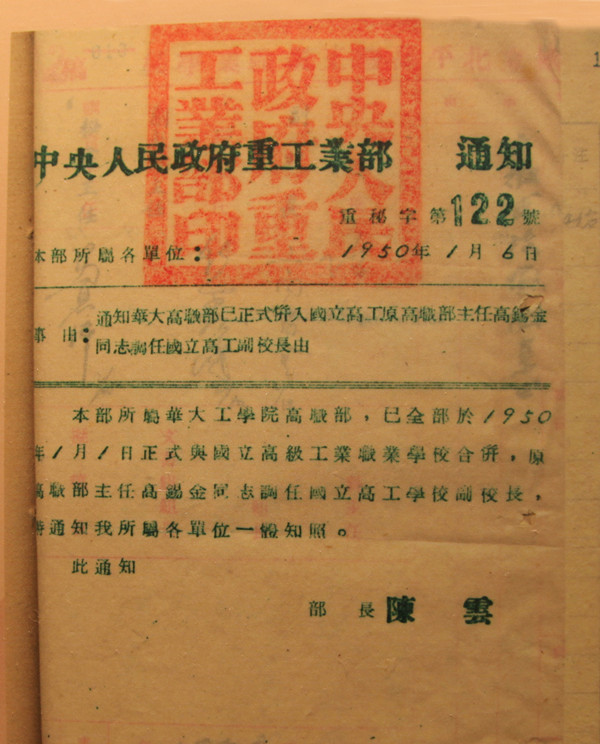 中央人民政府重工业部印
中央人民政府重工業部 通知
重秘字第122號
本部所屬各單位：
1950年1月6日
事由：
通知華大高職部已正式併入國立高工原高職部主任高錫金
同志調任國立高工副校長由
本部所屬華大工學院高職部，已全部於1950
年1月1日正式與國立高級工業職業學校合併，原
高職部主任高錫金同志調任國立高工學校副校長，
特通知我所屬各單位一體知照。
此通知
部 長 陳 雲